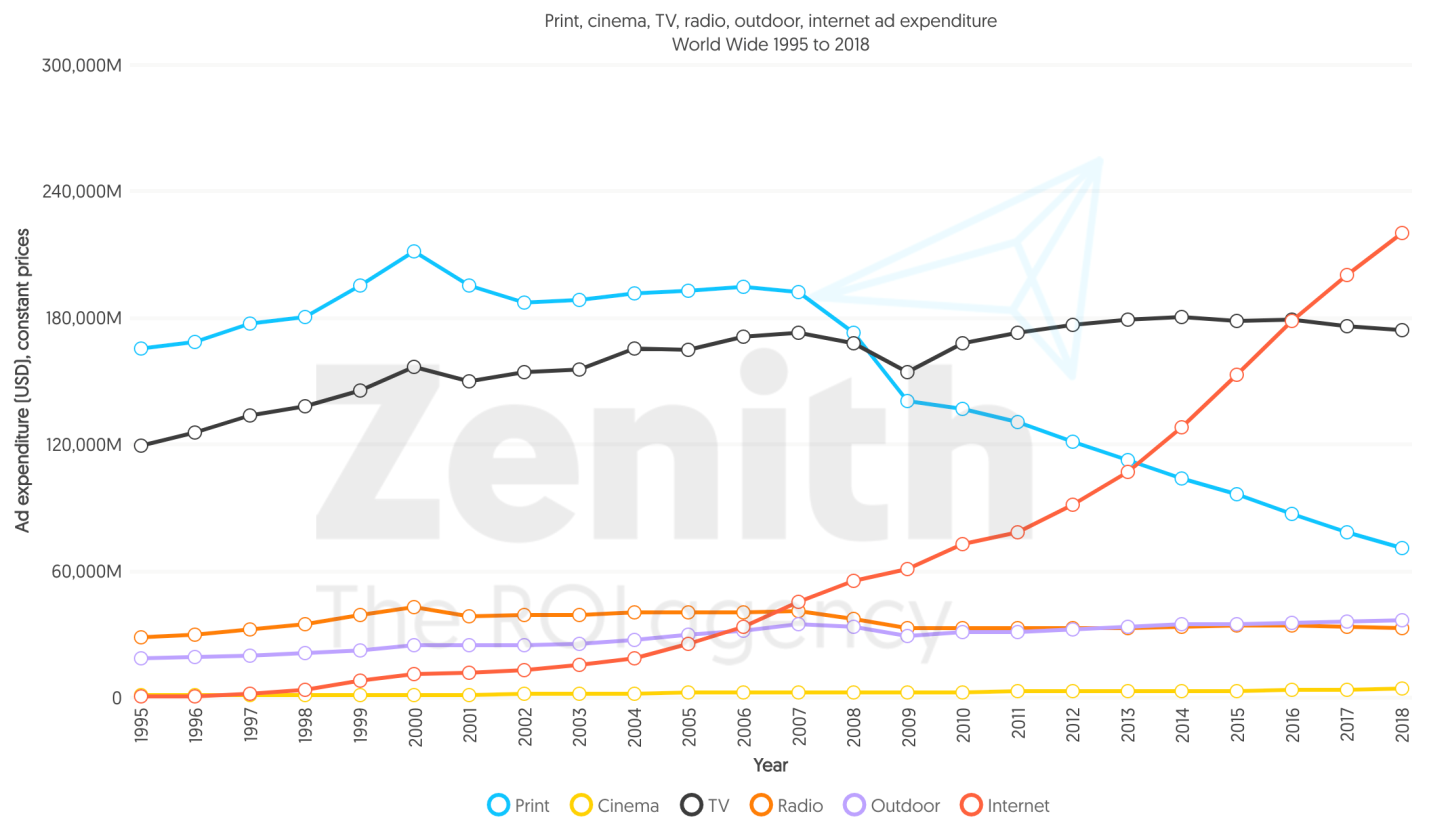 Print, cinema, TV, radio, outdoor, internet ad expenditure
World Wide 1995 to 2018
300,000M
240,000M
180,000M
120,000M
60,000M
0
Ad expenditure (USD), constant prices
Zenith
The ROI agency
1995 1996 1997 1998 1999 2000 2001 2002 2003 2004 2005 2006 2007 2008 2009 2010 2011 2012 2013 2014 2015 2016 2017 2018
Year
Print Cinema TV Radio Outdoor Internet